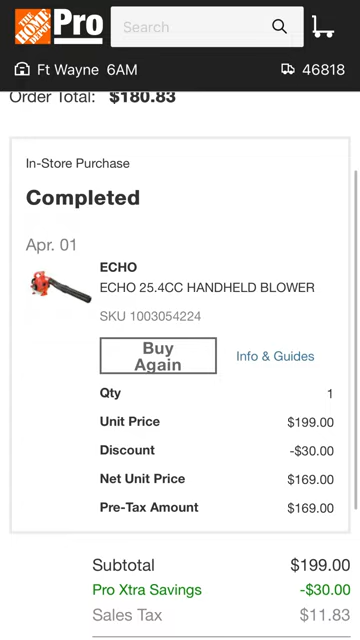 THE HOME DEPOT Pro Search
Ft Wayne 6AM 46818
Order Total: $180.83
In-Store Purchase
Completed
Apr. 01
ECHO
ECHO 25.4CC HANDHELD BLOWER
SKU 1003054224
Buy
Again
Info & Guides
Qty 1
Unit Price $199.00
Discount -$30.00
Net Unit Price $169.00
Pre-Tax Amount $169.00
Subtotal $199.00
Pro Xtra Savings -$30.00
Sales Tax $11.83